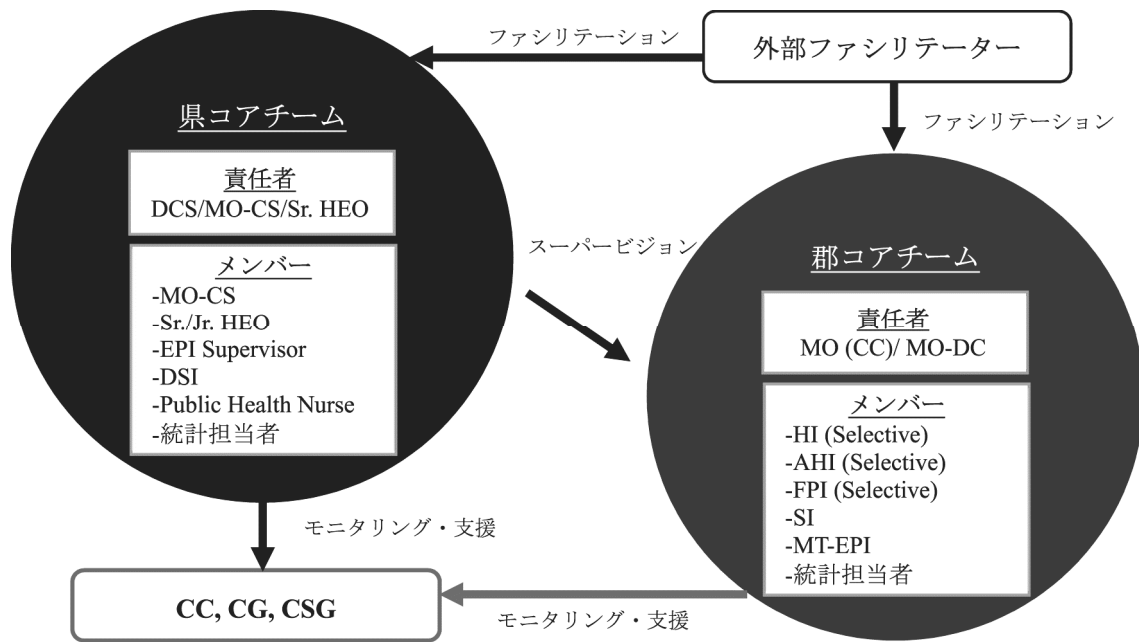 ファシリテーション
外部ファシリテーター
ファシリテーション
県コアチーム
責任者
DCS/MO-CS/Sr. HEO
メンバー
-MO-CS
-Sr./Jr. HEO
-EPI Supervisor
-DSI
-Public Health Nurse
-統計担当者
スーパービジョン
郡コアチーム
責任者
MO (CC)/ MO-DC
メンバー
-HI (Selective)
-AHI (Selective)
-FPI (Selective)
-SI
-MT-EPI
-統計担当者
モニタリング・支援
CC, CG, CSG
モニタリング・支援